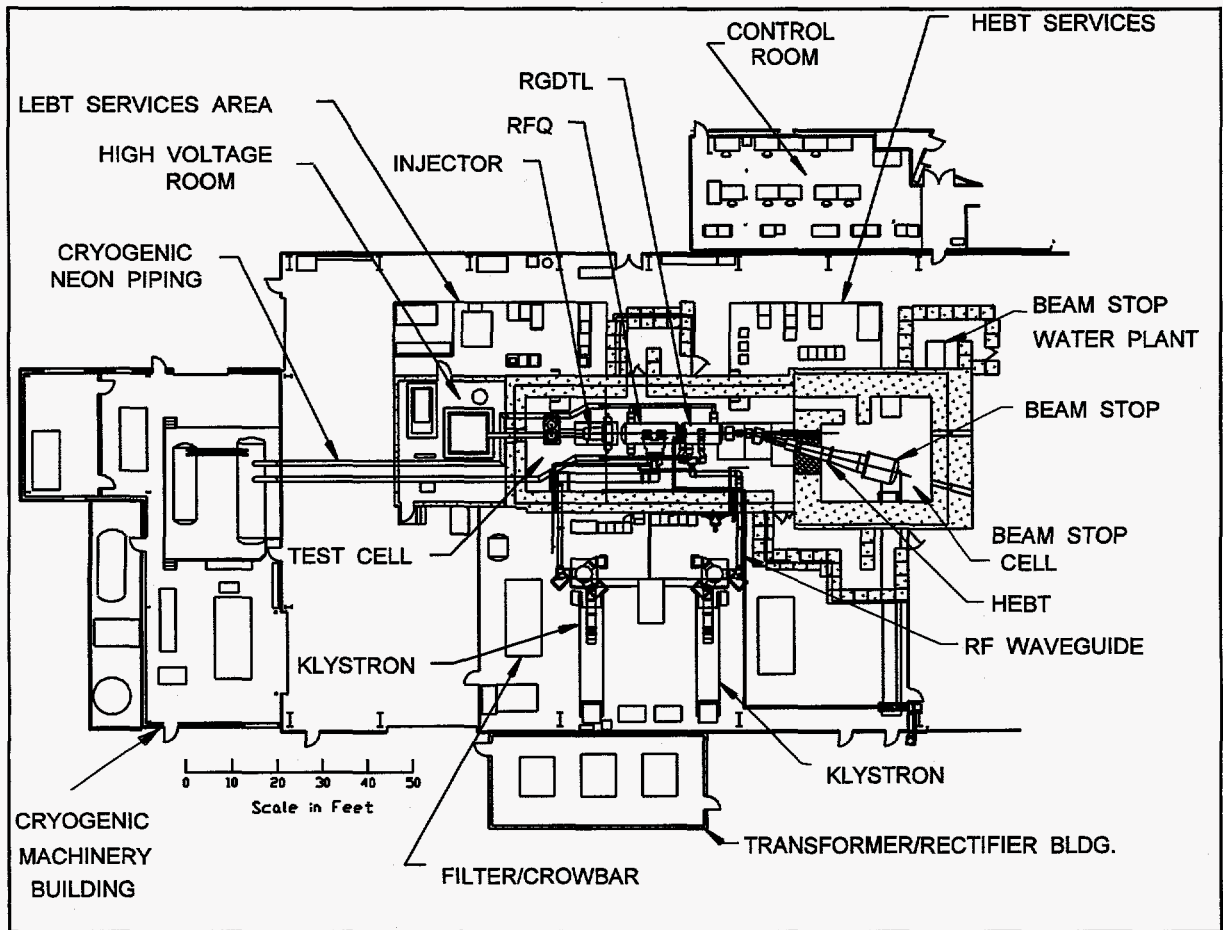 HEBT SERVICES
CONTROL
ROOM
RGDTL
LEBT SERVICES AREA
RFQ
HIGH VOLTAGE
ROOM
INJECTOR
CRYOGENIC
NEON PIPING
BEAM STOP
WATER PLANT
BEAM STOP
TEST CELL
BEAM STOP
CELL
HEBT
RF WAVEGUIDE
KLYSTRON
KLYSTRON
0 10 20 30 40 50
Scale in Feet
CRYOGENIC
MACHINERY
BUILDING
TRANSFORMER/RECTIFIER BLDG.
FILTER/CROWBAR